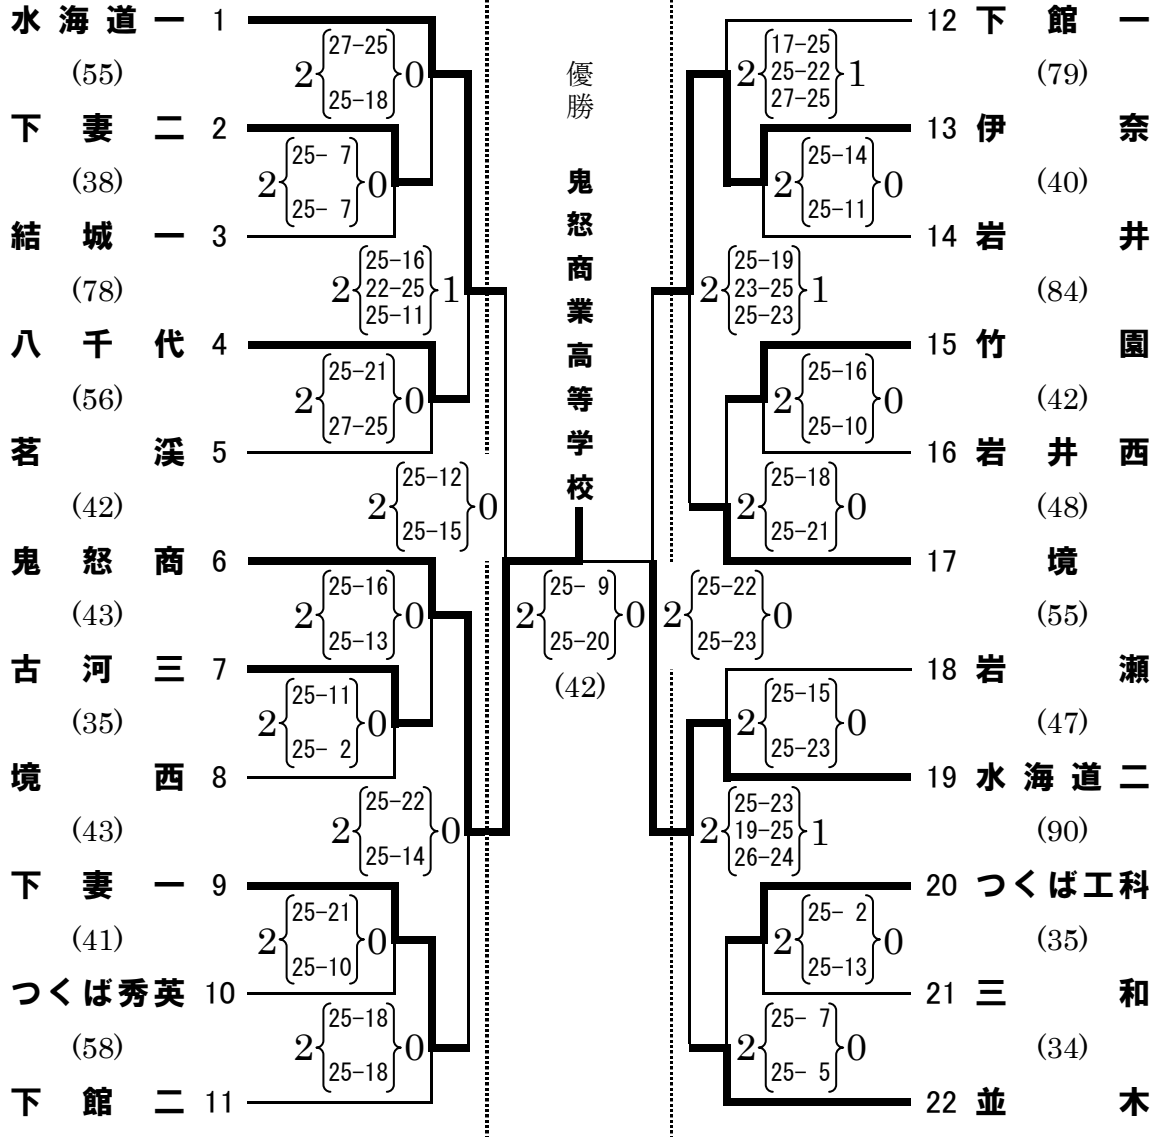 水海道一 1
27-25
2 0
25-18
(55)
下妻二 2
25- 7
2 0
25- 7
(38)
結城一 3
25-16
2 22-25 1
25-11
(78)
八千代 4
25-21
2 0
27-25
(56)
茗渓 5
25-12
2 0
25-15
(42)
鬼怒商 6
25-16
2 0
25-13
(43)
古河三 7
25-11
2 0
25- 2
(35)
境西 8
25-22
2 0
25-14
(43)
下妻一 9
25-21
2 0
25-10
(41)
つくば秀英 10
25-18
2 0
25-18
(58)
下館二 11
優勝
鬼怒商業高等学校
25- 9
2 0
25-20
(42)
12 下館一
17-25
2 25-22 1
27-25
(79)
13 伊奈
25-14
2 0
25-11
(40)
14 岩井
25-19
2 23-25 1
25-23
(84)
15 竹園
25-16
2 0
25-10
(42)
16 岩井西
25-18
2 0
25-21
(48)
17 境
25-22
2 0
25-23
(55)
18 岩瀬
25-15
2 0
25-23
(47)
19 水海道二
25-23
2 19-25 1
26-24
(90)
20 つくば工科
25- 2
2 0
25-13
(35)
21 三和
25- 7
2 0
25- 5
(34)
22 並木